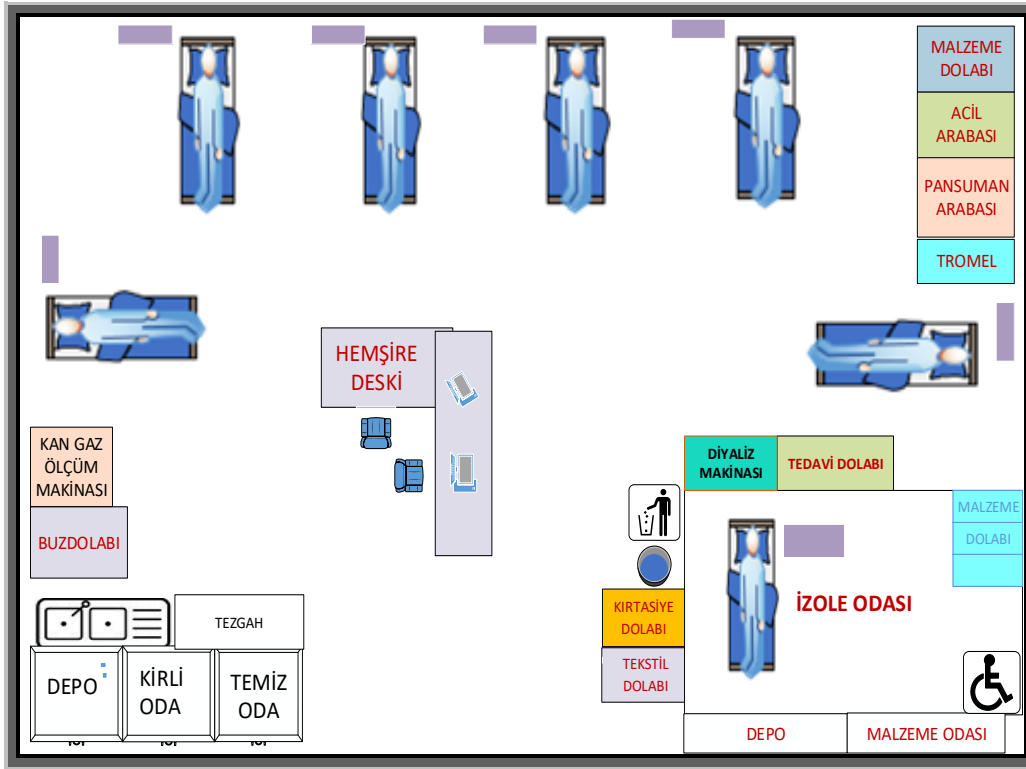 MALZEME
DOLABI
ACİL
ARABASI
PANSUMAN
ARABASI
TROMEL
HEMŞİRE
DESKİ
KAN GAZ
ÖLÇÜM
MAKİNASI
BUZDOLABI
DİYALİZ
MAKİNASI
TEDAVİ DOLABI
MALZEME
DOLABI
İZOLE ODASI
KIRTASİYE
DOLABI
TEKSTİL
DOLABI
TEZGAH
DEPO
KİRLİ
ODA
TEMİZ
ODA
DEPO
MALZEME ODASI